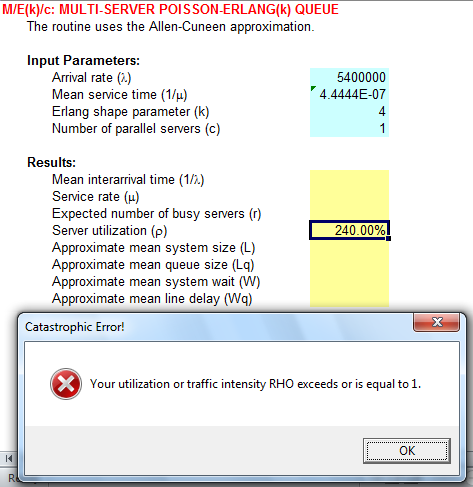 M/E(k)/c: MULTI-SERVER POISSON-ERLANG(k) QUEUE
The routine uses the Allen-Cuneen approximation.
Input Parameters:
Arrival rate (λ) 5400000
Mean service time (1/μ) 4.4444E-07
Erlang shape parameter (k) 4
Number of parallel servers (c) 1
Results:
Mean interarrival time (1/λ)
Service rate (μ)
Expected number of busy servers (r)
Server utilization (ρ) 240.00%
Approximate mean system size (L)
Approximate mean queue size (Lq)
Approximate mean system wait (W)
Approximate mean line delay (Wq)
Catastrophic Error!
Your utilization or traffic intensity RHO exceeds or is equal to 1.
OK